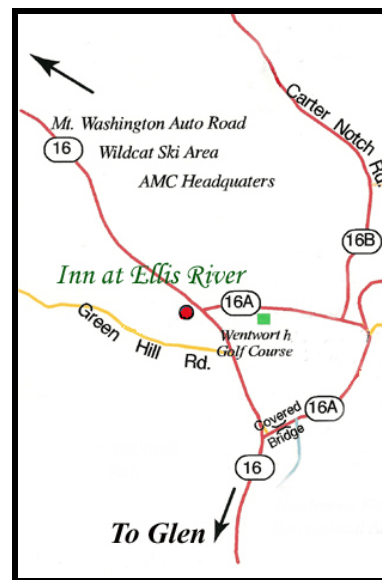 Carter Notch Rd.
Mt. Washington Auto Road
16
Wildcat Ski Area
AMC Headquaters
16B
Inn at Ellis River
16A
Green Hill Rd.
Wentworth
Golf Course
Covered
Bridge
16A
16
To Glen